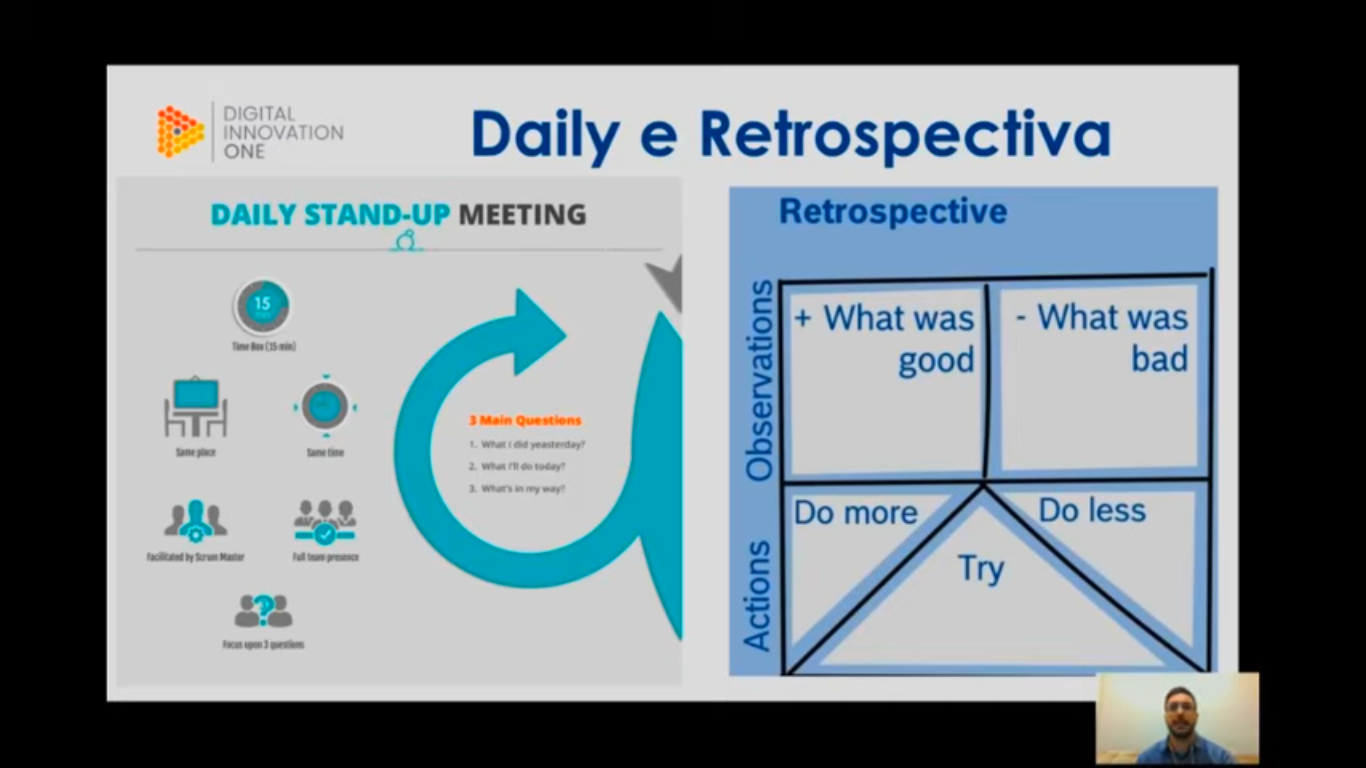 DIGITAL
INNOVATION
ONE
Daily e Retrospectiva
DAILY STAND-UP MEETING
15
Time Box (15 min)
Same place
Same time
Facilitated by Scrum Master
Full team presence
Focus upon 3 questions
3 Main Questions
1. What I did yeasterday?
2. What I'll do today?
3. What's in my way?
Retrospective
Observations
+ What was
good
- What was
bad
Actions
Do more
Try
Do less